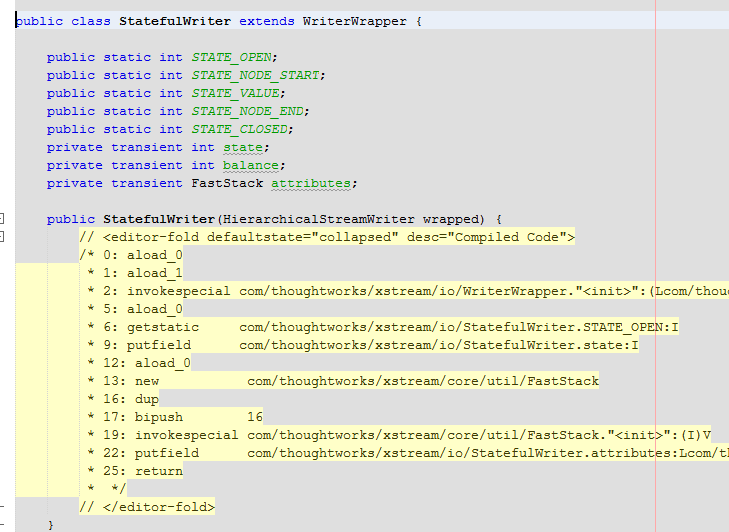 public class StatefulWriter extends WriterWrapper {
public static int STATE_OPEN;
public static int STATE_NODE_START;
public static int STATE_VALUE;
public static int STATE_NODE_END;
public static int STATE_CLOSED;
private transient int state;
private transient int balance;
private transient FastStack attributes;
public StatefulWriter(HierarchicalStreamWriter wrapped) {
// <editor-fold defaultstate="collapsed" desc="Compiled Code">
/* 0: aload_0
* 1: aload_1
* 2: invokespecial com/thoughtworks/xstream/io/WriterWrapper."<init>":(Lcom/thou
* 5: aload_0
* 6: getstatic com/thoughtworks/xstream/io/StatefulWriter.STATE_OPEN:I
* 9: putfield com/thoughtworks/xstream/io/StatefulWriter.state:I
* 12: aload_0
* 13: new com/thoughtworks/xstream/core/util/FastStack
* 16: dup
* 17: bipush 16
* 19: invokespecial com/thoughtworks/xstream/core/util/FastStack."<init>":(I)V
* 22: putfield com/thoughtworks/xstream/io/StatefulWriter.attributes:Lcom/th
* 25: return
* */
// </editor-fold>
}